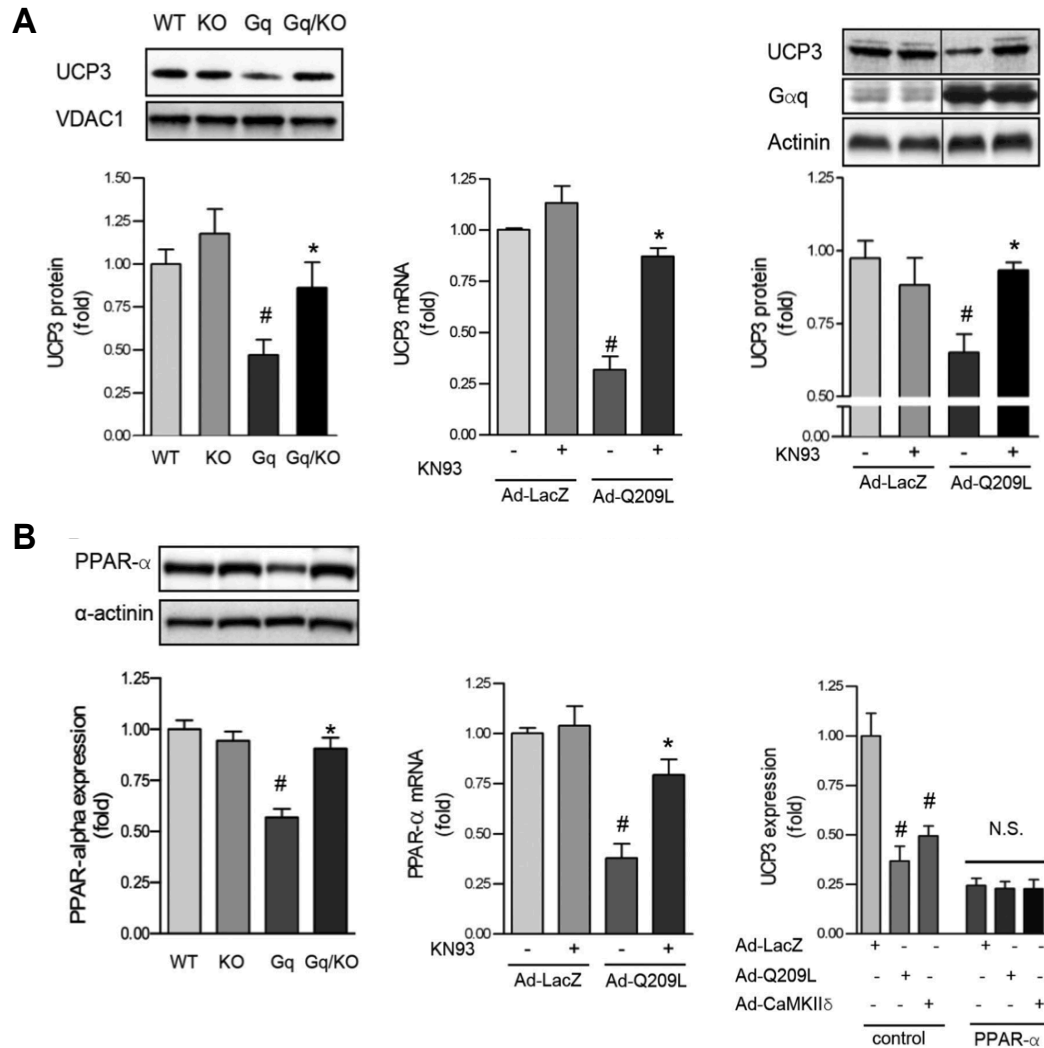 A
WT KO Gq Gq/KO
UCP3
VDAC1
UCP3
Gαq
Actinin
1.50
1.25
1.00
0.75
0.50
0.25
0.00
UCP3 protein
(fold)
#
*
WT KO Gq Gq/KO
1.25
1.00
0.75
0.50
0.25
0.00
UCP3 mRNA
(fold)
#
*
KN93 - + - +
Ad-LacZ Ad-Q209L
1.25
1.00
0.75
0.50
0.00
UCP3 protein
(fold)
#
*
KN93 - + - +
Ad-LacZ Ad-Q209L
B
PPAR-α
α-actinin
1.25
1.00
0.75
0.50
0.25
0.00
PPAR-alpha expression
(fold)
#
*
WT KO Gq Gq/KO
1.25
1.00
0.75
0.50
0.25
0.00
PPAR-α mRNA
(fold)
#
*
KN93 - + - +
Ad-LacZ Ad-Q209L
1.25
1.00
0.75
0.50
0.25
0.00
UCP3 expression
(fold)
#
#
N.S.
Ad-LacZ + - - + - -
Ad-Q209L - + - - + -
Ad-CaMKIIδ - - + - - +
control PPAR-α